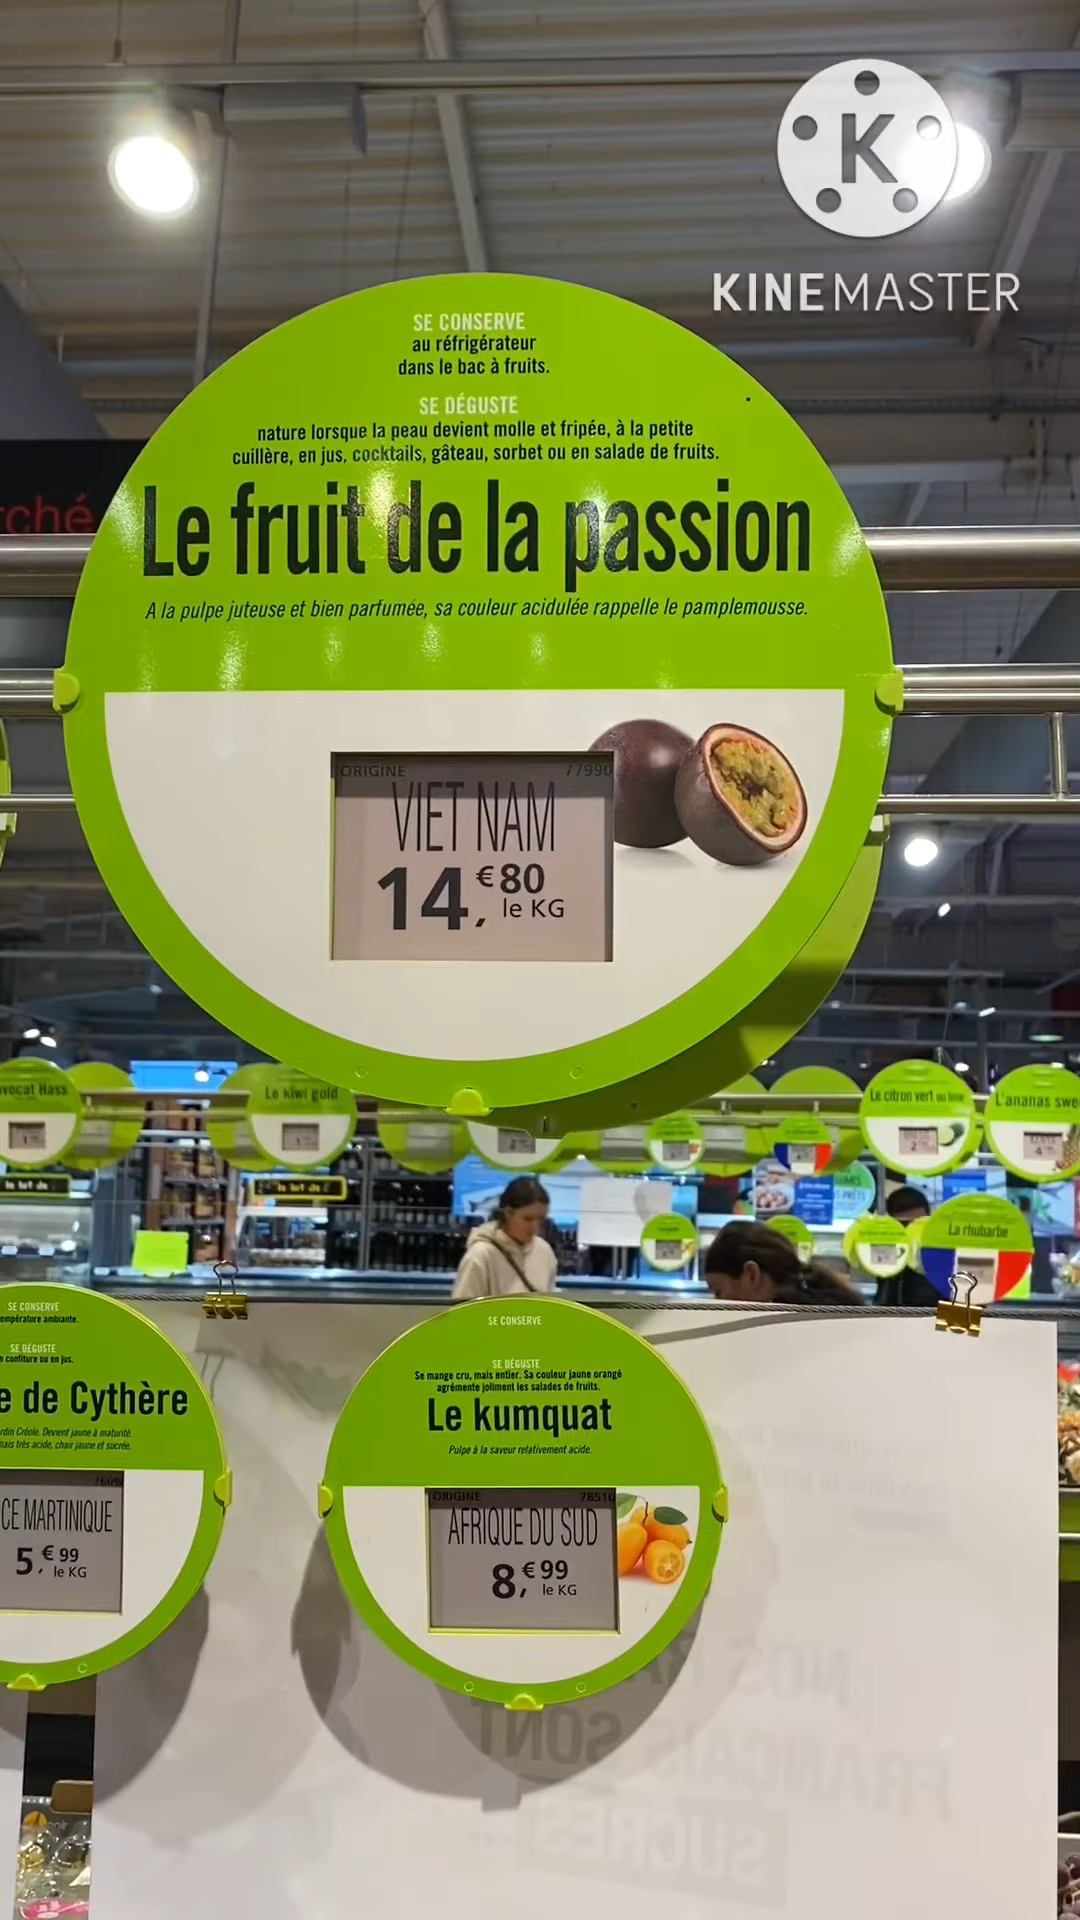 KINEMASTER
SE CONSERVE
au réfrigérateur
dans le bac à fruits.
SE DÉGUSTE
nature lorsque la peau devient molle et fripée, à la petite
cuillère, en jus, cocktails, gâteau, sorbet ou en salade de fruits.
rché
Le fruit de la passion
A la pulpe juteuse et bien parfumée, sa couleur acidulée rappelle le pamplemousse.
ORIGINE 77990
VIET NAM
14,€80
le KG
vocat Hass
Le kiwi gold
Le citron vert ou lime
L'ananas swe
La rhubarbe
SE CONSERVE
empérature ambiante.
SE DÉGUSTE
n confiture ou en jus.
e de Cythère
rdin Créole. Devient jaune à maturité.
mais très acide, chair jaune et sucrée.
CE MARTINIQUE
5,€99
le KG
SE CONSERVE
SE DÉGUSTE
Se mange cru, mais entier. Sa couleur jaune orangé
agrémente joliment les salades de fruits.
Le kumquat
Pulpe à la saveur relativement acide.
ORIGINE 78510
AFRIQUE DU SUD
8,€99
le KG
FRANÇAIS SONT
SUCRÉS